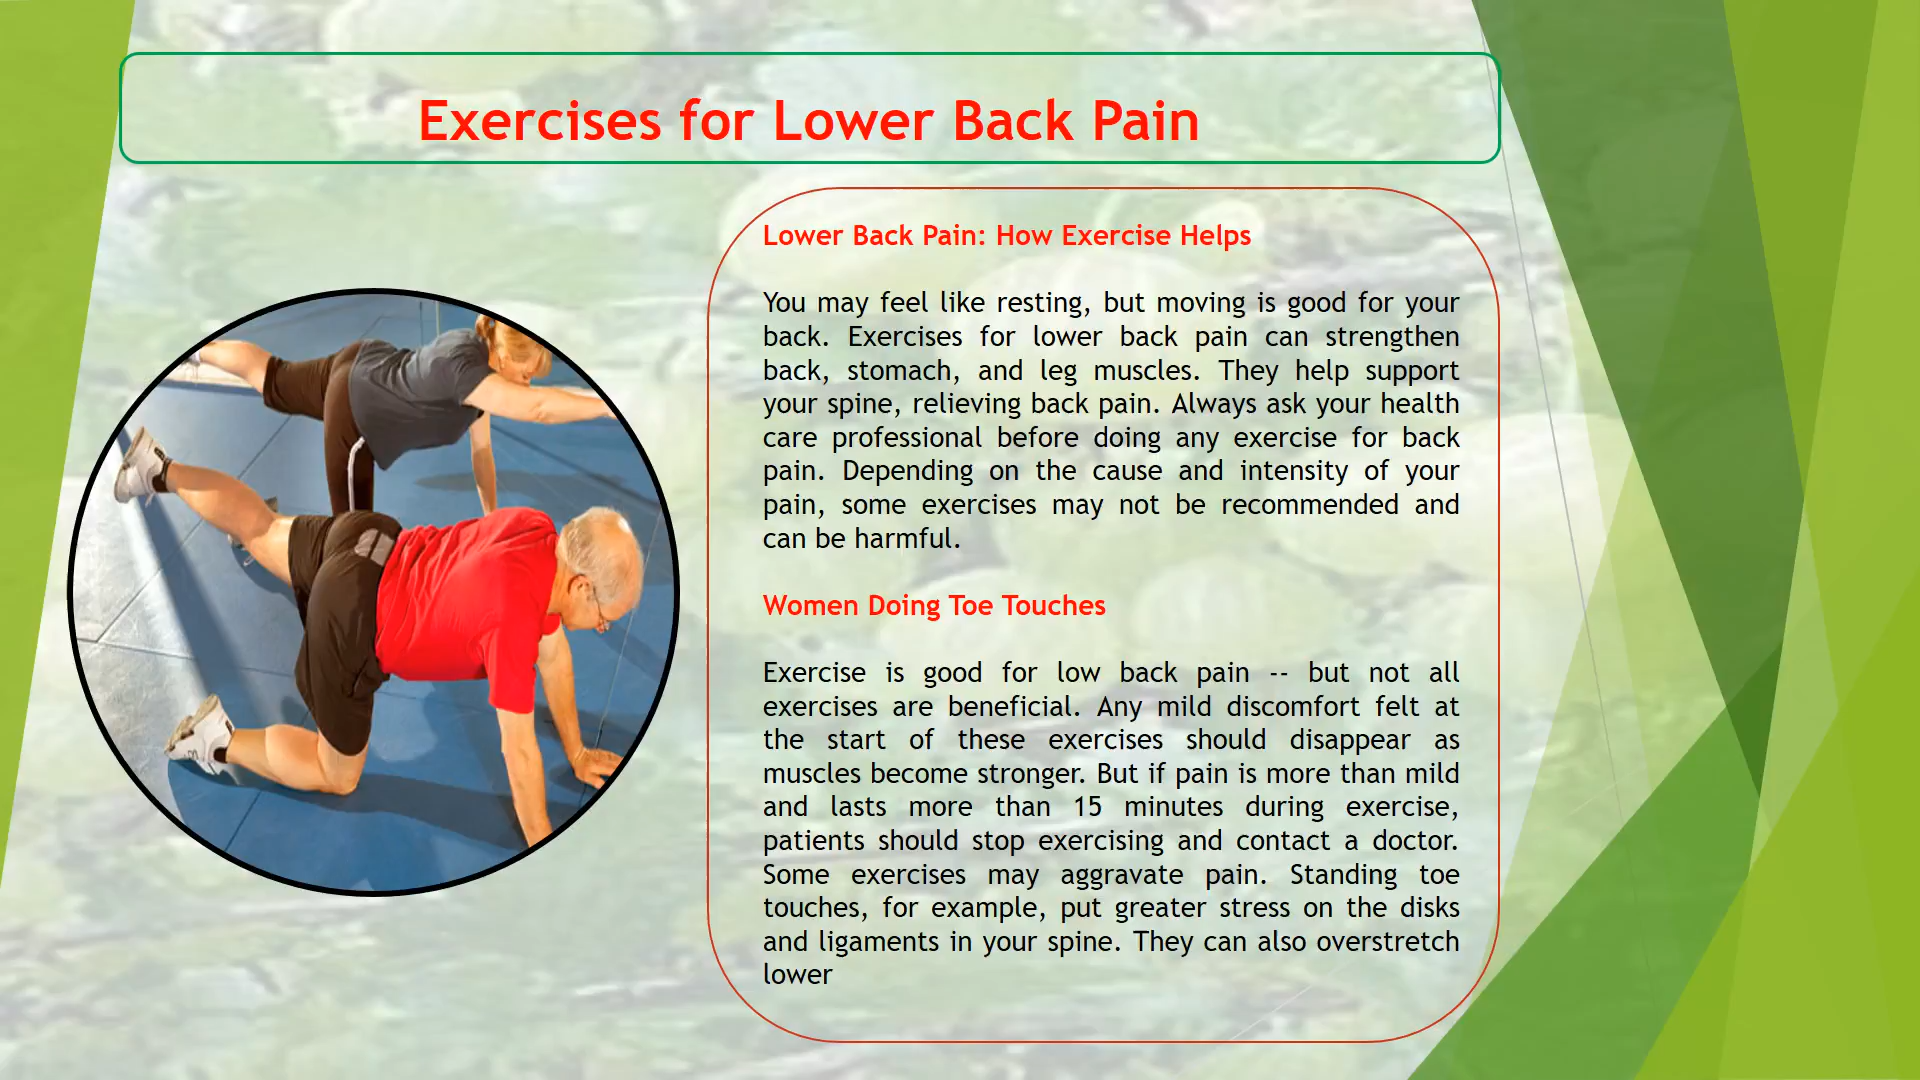 Exercises for Lower Back Pain
Lower Back Pain: How Exercise Helps
You may feel like resting, but moving is good for your
back. Exercises for lower back pain can strengthen
back, stomach, and leg muscles. They help support
your spine, relieving back pain. Always ask your health
care professional before doing any exercise for back
pain. Depending on the cause and intensity of your
pain, some exercises may not be recommended and
can be harmful.
Women Doing Toe Touches
Exercise is good for low back pain -- but not all
exercises are beneficial. Any mild discomfort felt at
the start of these exercises should disappear as
muscles become stronger. But if pain is more than mild
and lasts more than 15 minutes during exercise,
patients should stop exercising and contact a doctor.
Some exercises may aggravate pain. Standing toe
touches, for example, put greater stress on the disks
and ligaments in your spine. They can also overstretch
lower